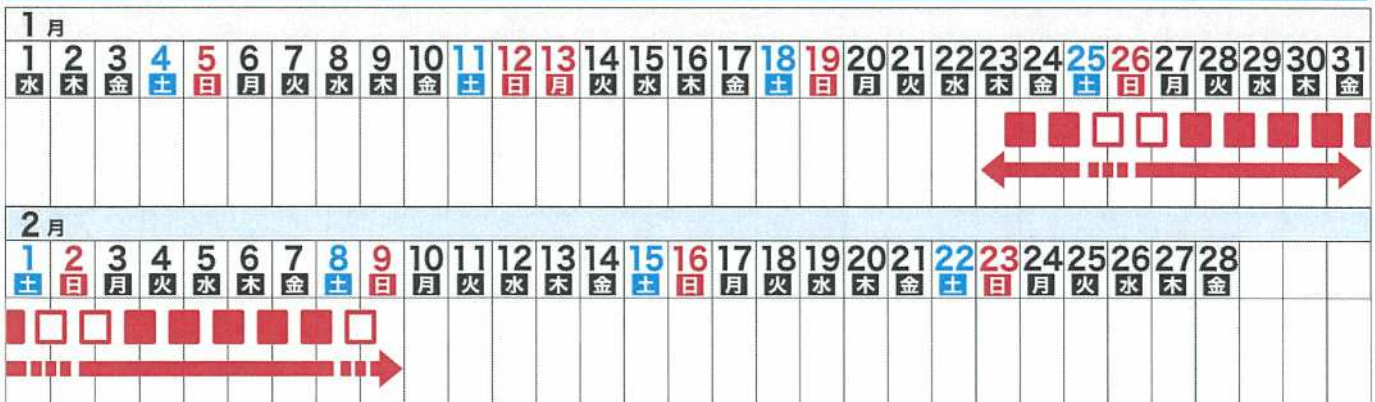 1月
1 2 3 4 5 6 7 8 9 10 11 12 13 14 15 16 17 18 19 20 21 22 23 24 25 26 27 28 29 30 31
水 木 金 土 日 月 火 水 木 金 土 日 月 火 水 木 金 土 日 月 火 水 木 金 土 日 月 火 水 木 金
2月
1 2 3 4 5 6 7 8 9 10 11 12 13 14 15 16 17 18 19 20 21 22 23 24 25 26 27 28
土 日 月 火 水 木 金 土 日 月 火 水 木 金 土 日 月 火 水 木 金 土 日 月 火 水 木 金